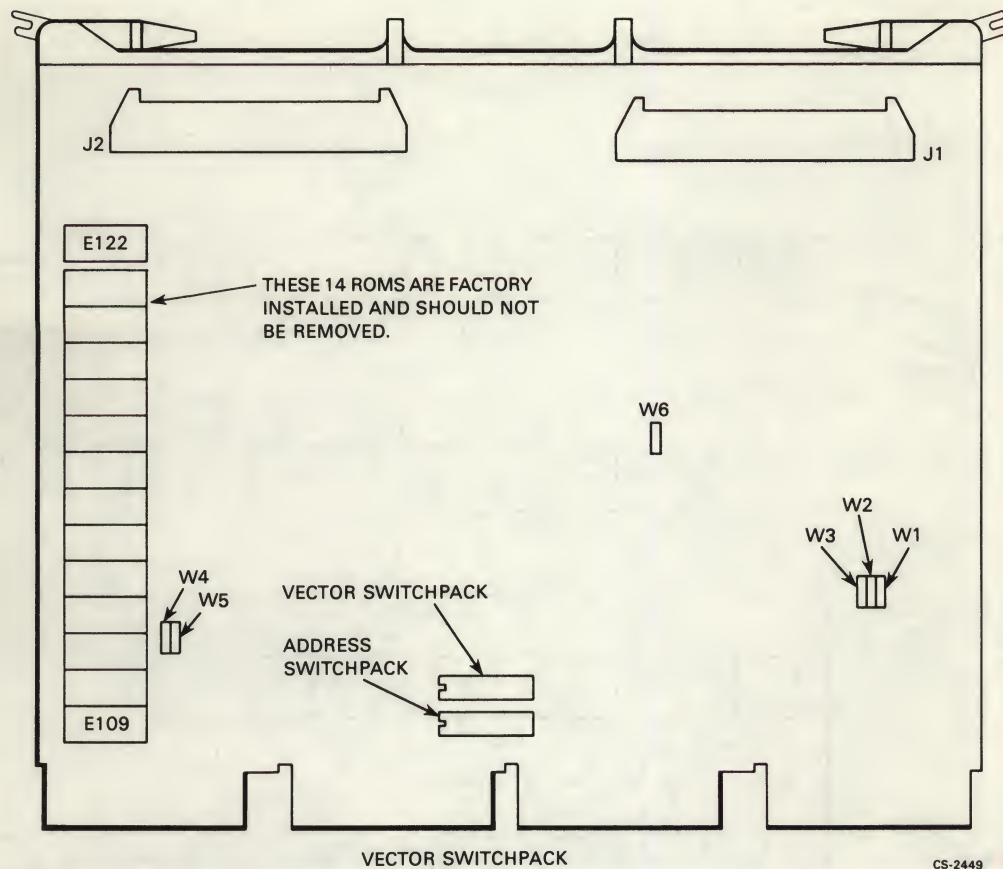 J2
J1
E122
THESE 14 ROMS ARE FACTORY
INSTALLED AND SHOULD NOT
BE REMOVED.
W6
W2
W3
W1
W4
W5
VECTOR SWITCHPACK
ADDRESS
SWITCHPACK
E109
VECTOR SWITCHPACK
CS-2449